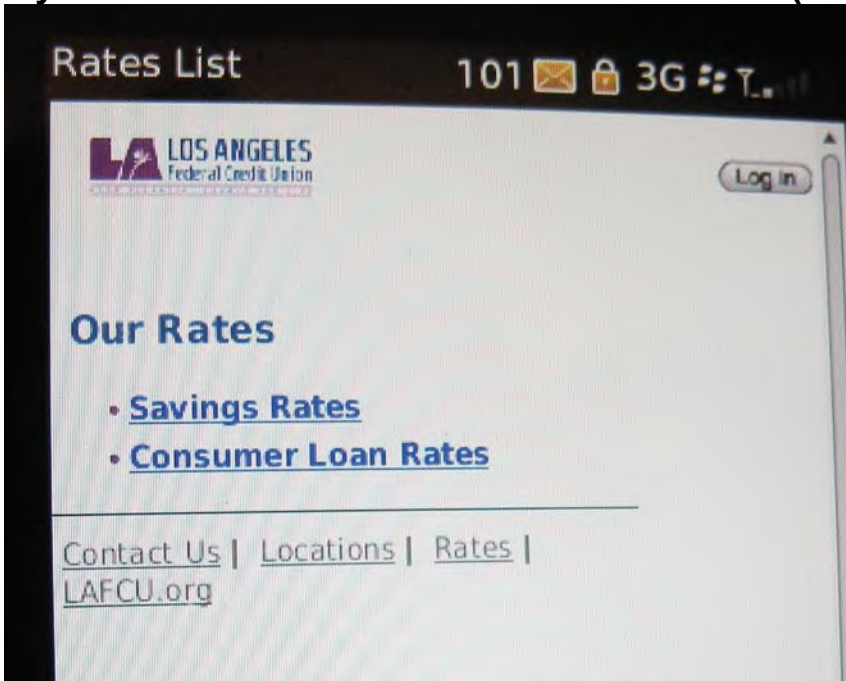 Rates List 101 3G
LOS ANGELES
Federal Credit Union
Log In
Our Rates
• Savings Rates
• Consumer Loan Rates
Contact Us | Locations | Rates |
LAFCU.org